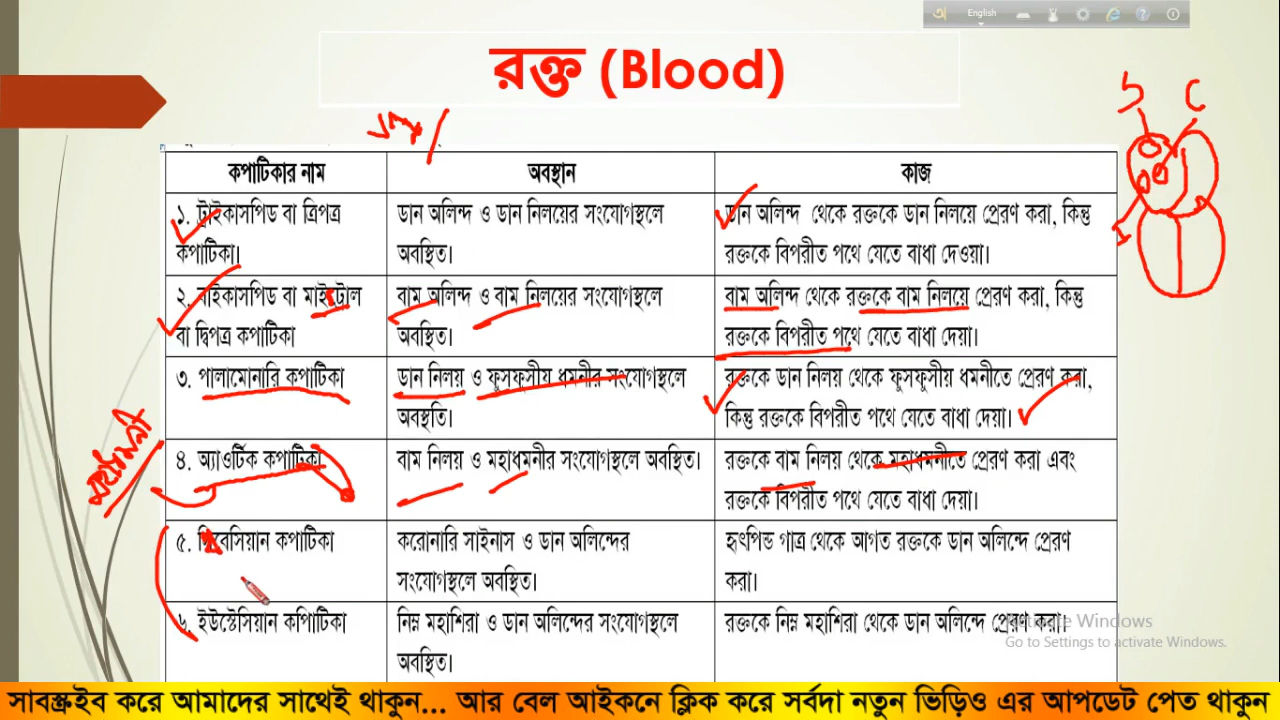 English
রক্ত (Blood)
S C
I
কপাটিকার নাম অবস্থান কাজ
১. ট্রাইকাসপিড বা ত্রিপত্র
কপাটিকা।
ডান অলিন্দ ও ডান নিলয়ের সংযোগস্থলে
অবস্থিত।
ডান অলিন্দ থেকে রক্তকে ডান নিলয়ে প্রেরণ করা, কিন্তু
রক্তকে বিপরীত পথে যেতে বাধা দেওয়া।
২. বাইকাসপিড বা
বা দ্বিপত্র কপাটিকা
বাম অলিন্দ ও বাম নিলয়ের সংযোগস্থলে
অবস্থিত।
বাম অলিন্দ থেকে রক্তকে বাম নিলয়ে প্রেরণ করা, কিন্তু
রক্তকে বিপরীত পথে যেতে বাধা দেয়া।
৩. পালামোনারি কপাটিকা
ডান নিলয় ও ফুসফুসীয় ধমনীর সংযোগস্থলে
অবস্থতি।
রক্তকে ডান নিলয় থেকে ফুসফুসীয় ধমনীতে প্রেরণ করা,
কিন্তু রক্তকে বিপরীত পথে যেতে বাধা দেয়া।
মহাধমনী
৪. অ্যাওর্টিক কপাটিকা
বাম নিলয় ও মহাধমনীর সংযোগস্থলে অবস্থিত।
রক্তকে বাম নিলয় থেকে মহাধমনীতে প্রেরণ করা এবং
রক্তকে বিপরীত পথে যেতে বাধা দেয়া।
৫. থিবেসিয়ান কপাটিকা
করোনারি সাইনাস ও ডান অলিন্দের
সংযোগস্থলে অবস্থিত।
হৃৎপিন্ড গাত্র থেকে আগত রক্তকে ডান অলিন্দে প্রেরণ
করা।
৬. ইউস্টেসিয়ান কপিাটিকা
নিম্ন মহাশিরা ও ডান অলিন্দের সংযোগস্থলে
অবস্থিত।
রক্তকে নিম্ন মহাশিরা থেকে ডান অলিন্দে প্রেরণ করা।
Activate Windows
Go to Settings to activate Windows.
সাবস্ক্রইব করে আমাদের সাথেই থাকুন... আর বেল আইকনে ক্লিক করে সর্বদা নতুন ভিড়িও এর আপডেট পেত থাকুন